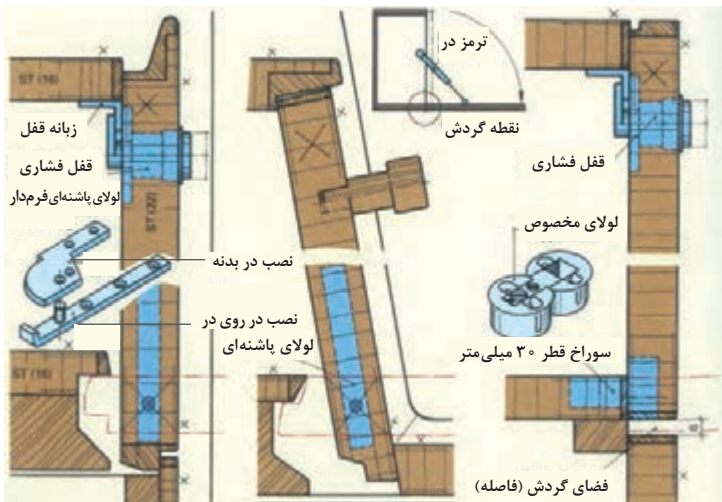 ST (16)
زبانه قفل
قفل فشاری
لولای پاشنه‌ای فرم‌دار
ST (22)
نصب در بدنه
نصب در روی در
لولای پاشنه‌ای
ST (16)
ترمز در
نقطه گردش
قفل فشاری
لولای مخصوص
سوراخ قطر ۳۰ میلی‌متر
فضای گردش (فاصله)